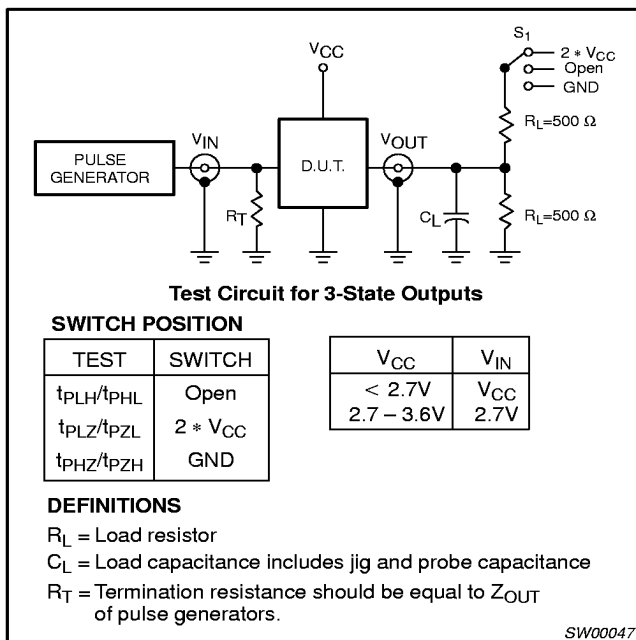 S1
2 * VCC
Open
GND
VCC
RL=500 Ω
VIN
VOUT
PULSE
GENERATOR
D.U.T.
RT
CL
RL=500 Ω
Test Circuit for 3-State Outputs
SWITCH POSITION
TEST SWITCH
tPLH/tPHL Open
tPLZ/tPZL 2 * VCC
tPHZ/tPZH GND
VCC VIN
< 2.7V VCC
2.7 – 3.6V 2.7V
DEFINITIONS
RL = Load resistor
CL = Load capacitance includes jig and probe capacitance
RT = Termination resistance should be equal to ZOUT
of pulse generators.
SW00047